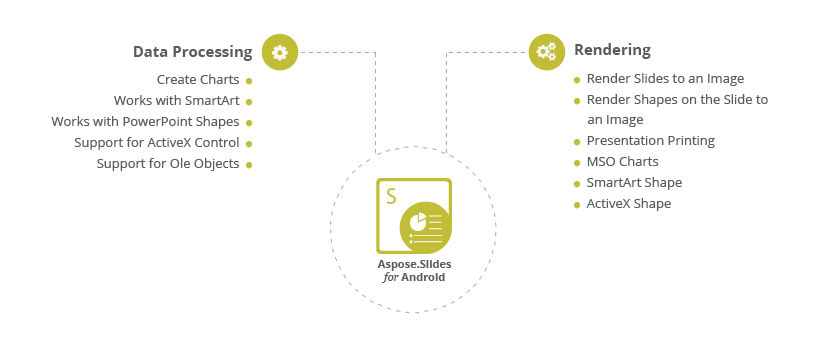 Data Processing
Create Charts
Works with SmartArt
Works with PowerPoint Shapes
Support for ActiveX Control
Support for Ole Objects
Rendering
Render Slides to an Image
Render Shapes on the Slide to
an Image
Presentation Printing
MSO Charts
SmartArt Shape
ActiveX Shape
S
Aspose.Slides
for Android